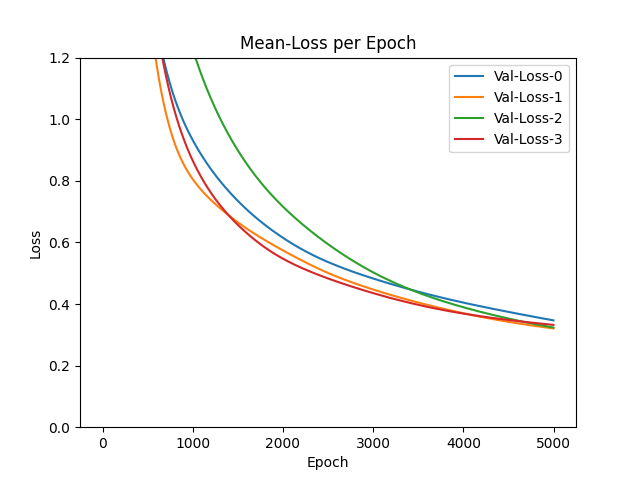 Mean-Loss per Epoch
Val-Loss-0
Val-Loss-1
Val-Loss-2
Val-Loss-3
Loss
1.2
1.0
0.8
0.6
0.4
0.2
0.0
0 1000 2000 3000 4000 5000
Epoch